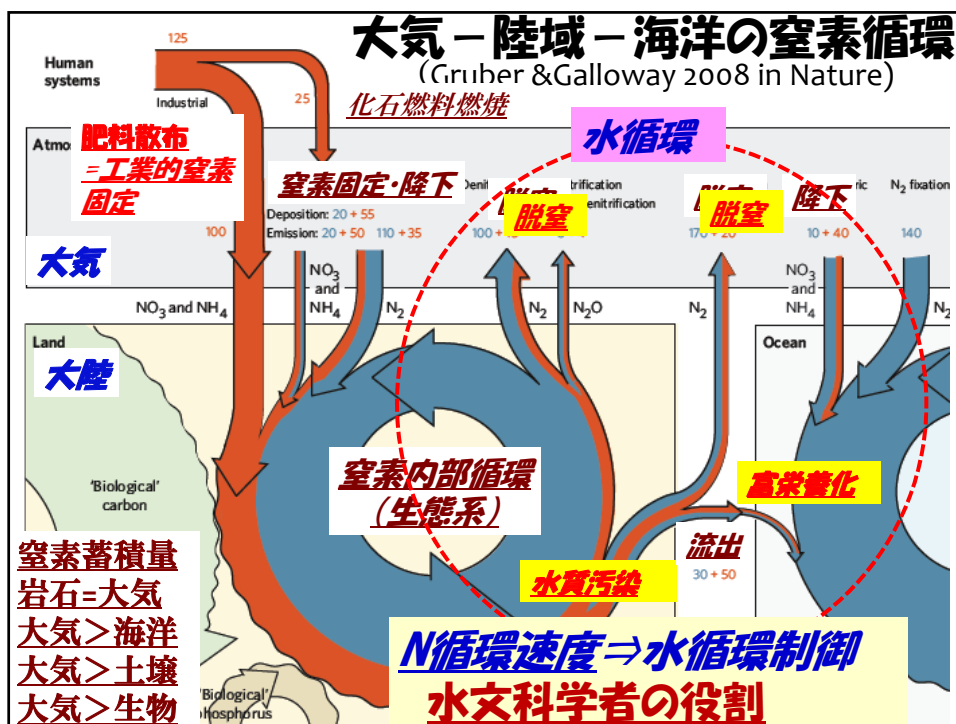 大気－陸域－海洋の窒素循環
(Gruber &Galloway 2008 in Nature)
125
Human
systems
Industrial
25
化石燃料燃焼
肥料散布
=工業的窒素
固定
水循環
窒素固定・降下
脱窒
脱窒
降下
N₂ fixation
Deposition: 20 + 55
Emission: 20 + 50
110 + 35
10 + 40
140
100
大気
NO₃ and NH₄
NO₃
and
NH₄
N₂
N₂
N₂O
N₂
NO₃
and
NH₄
Land
大陸
Ocean
'Biological'
carbon
窒素内部循環
（生態系）
富栄養化
水質汚染
流出
30 + 50
窒素蓄積量
岩石=大気
大気＞海洋
大気＞土壌
大気＞生物
'Biological'
N循環速度⇒水循環制御
水文科学者の役割